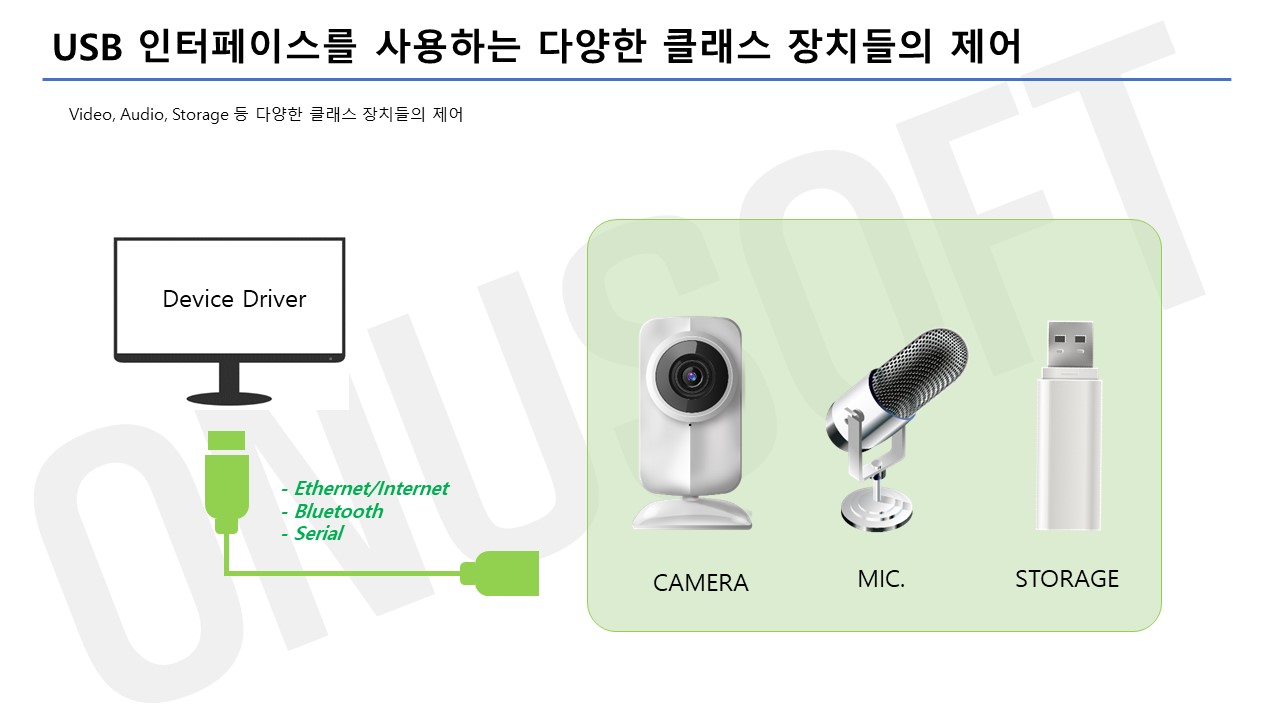 USB 인터페이스를 사용하는 다양한 클래스 장치들의 제어
Video, Audio, Storage 등 다양한 클래스 장치들의 제어
Device Driver
- Ethernet/Internet
- Bluetooth
- Serial
CAMERA
MIC.
STORAGE
ONUSOFT